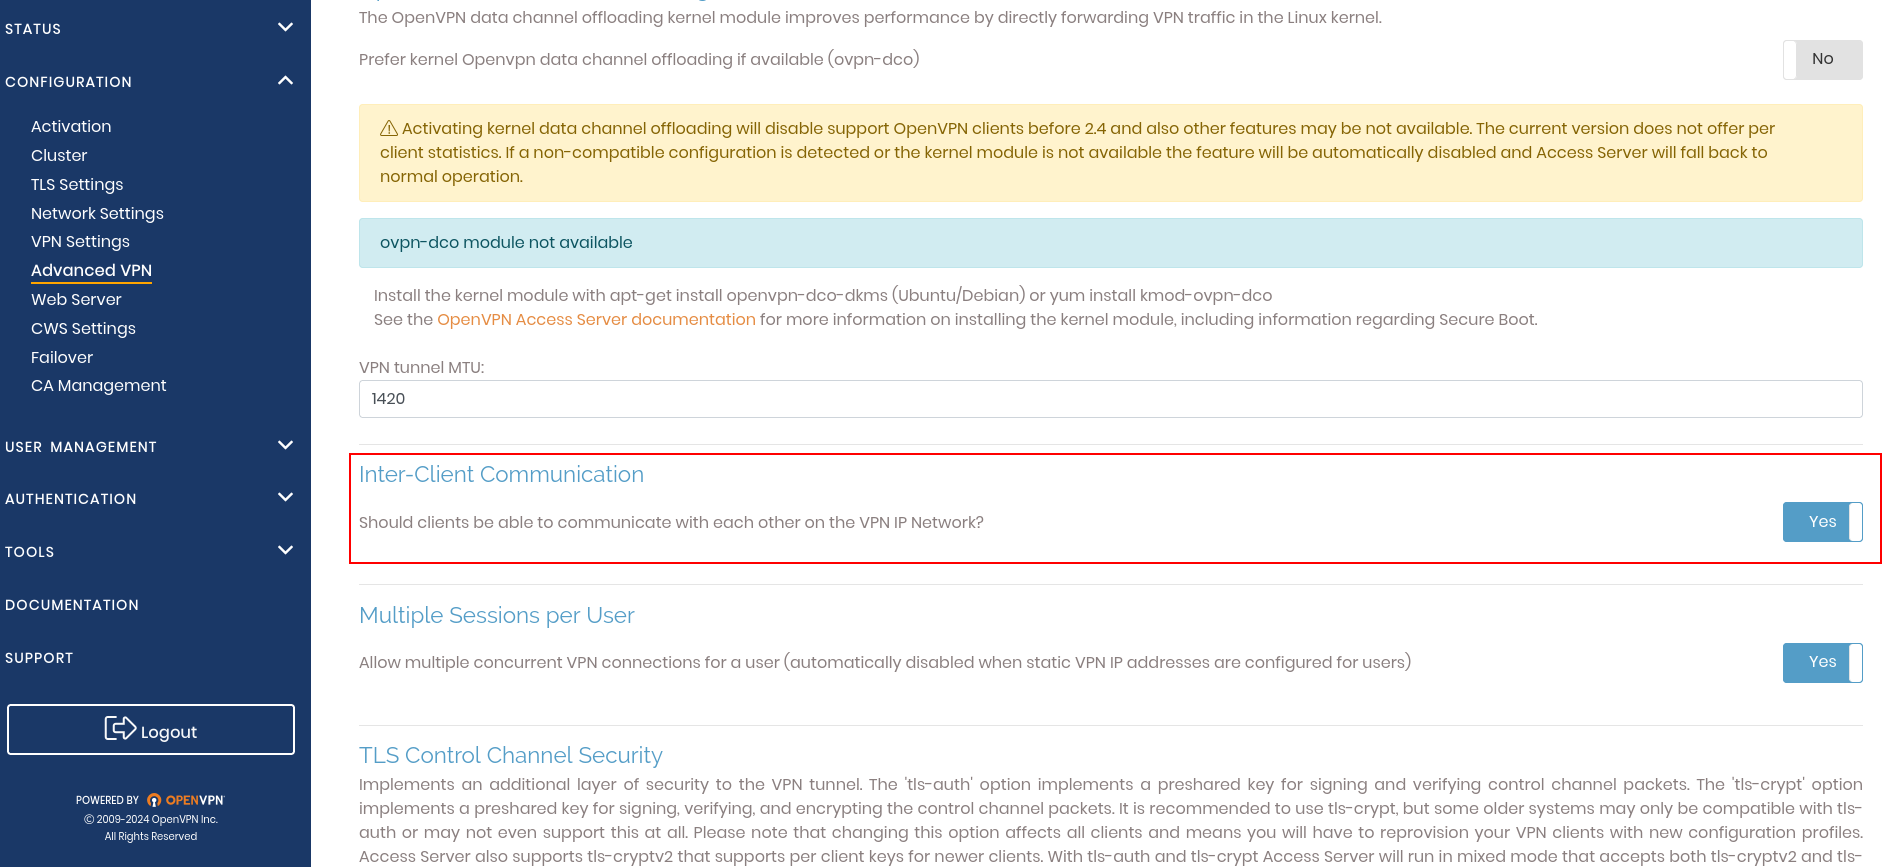 STATUS
CONFIGURATION
Activation
Cluster
TLS Settings
Network Settings
VPN Settings
Advanced VPN
Web Server
CWS Settings
Failover
CA Management
USER MANAGEMENT
AUTHENTICATION
TOOLS
DOCUMENTATION
SUPPORT
Logout
POWERED BY OPENVPN
© 2009-2024 OpenVPN Inc.
All Rights Reserved
The OpenVPN data channel offloading kernel module improves performance by directly forwarding VPN traffic in the Linux kernel.
Prefer kernel Openvpn data channel offloading if available (ovpn-dco)
No
Activating kernel data channel offloading will disable support OpenVPN clients before 2.4 and also other features may be not available. The current version does not offer per
client statistics. If a non-compatible configuration is detected or the kernel module is not available the feature will be automatically disabled and Access Server will fall back to
normal operation.
ovpn-dco module not available
Install the kernel module with apt-get install openvpn-dco-dkms (Ubuntu/Debian) or yum install kmod-ovpn-dco
See the OpenVPN Access Server documentation for more information on installing the kernel module, including information regarding Secure Boot.
VPN tunnel MTU:
1420
Inter-Client Communication
Should clients be able to communicate with each other on the VPN IP Network?
Yes
Multiple Sessions per User
Allow multiple concurrent VPN connections for a user (automatically disabled when static VPN IP addresses are configured for users)
Yes
TLS Control Channel Security
Implements an additional layer of security to the VPN tunnel. The 'tls-auth' option implements a preshared key for signing and verifying control channel packets. The 'tls-crypt' option
implements a preshared key for signing, verifying, and encrypting the control channel packets. It is recommended to use tls-crypt, but some older systems may only be compatible with tls-
auth or may not even support this at all. Please note that changing this option affects all clients and means you will have to reprovision your VPN clients with new configuration profiles.
Access Server also supports tls-cryptv2 that supports per client keys for newer clients. With tls-auth and tls-crypt Access Server will run in mixed mode that accepts both tls-cryptv2 and tls-